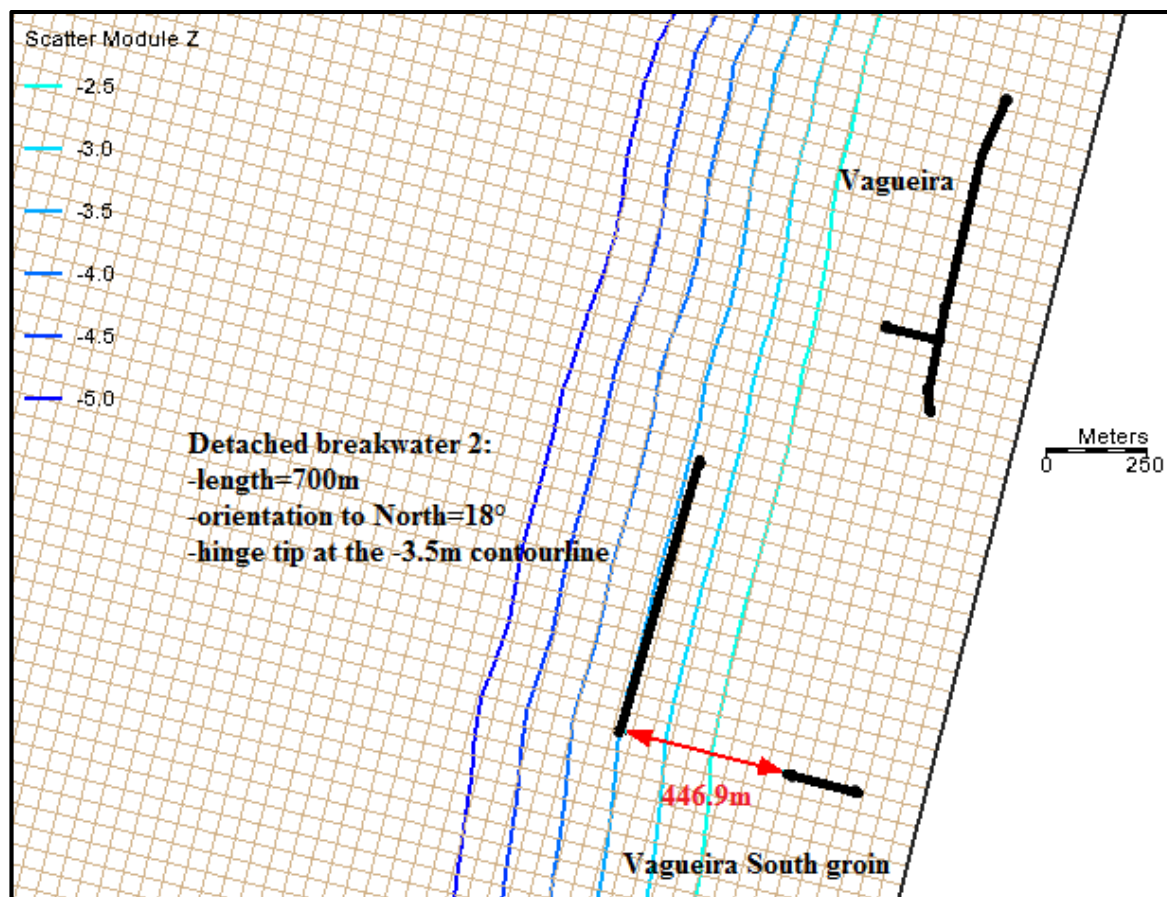 Scatter Module Z
-2.5
-3.0
-3.5
-4.0
-4.5
-5.0
Vagueira
Detached breakwater 2:
-length=700m
-orientation to North=18°
-hinge tip at the -3.5m contourline
Meters
0 250
446.9m
Vagueira South groin